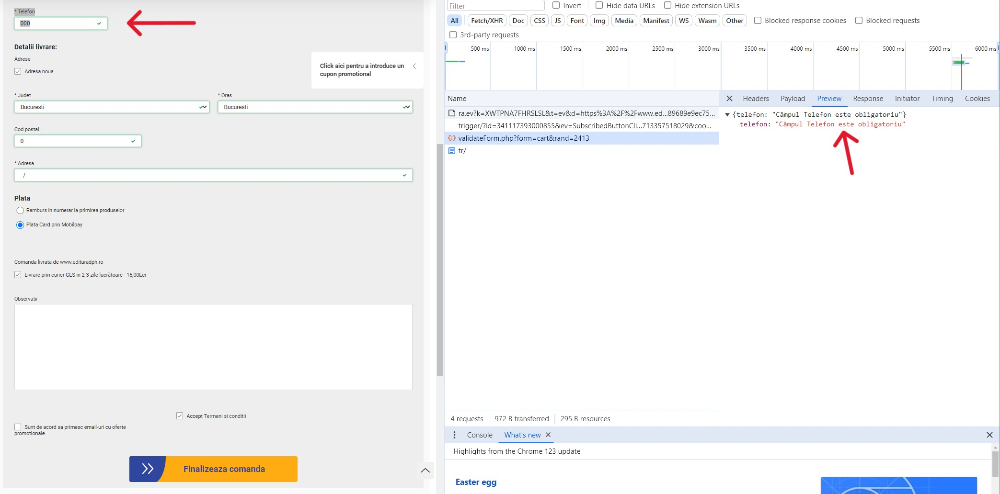 * Telefon
000
Detalii livrare:
Adrese
Adresa noua
Click aici pentru a introduce un
cupon promotional
* Judet
* Oras
Bucuresti
Bucuresti
Cod postal
0
* Adresa
/
Plata
Ramburs in numerar la primirea produselor
Plata Card prin Mobilpay
Comanda livrata de www.edituradph.ro
Livrare prin curier GLS in 2-3 zile lucrătoare - 15,00Lei
Observatii
Accept Termeni si conditii
Sunt de acord sa primesc email-uri cu oferte
promotionale
Finalizeaza comanda
Filter
Invert
Hide data URLs
Hide extension URLs
All
Fetch/XHR
Doc
CSS
JS
Font
Img
Media
Manifest
WS
Wasm
Other
Blocked response cookies
Blocked requests
3rd-party requests
500 ms
1000 ms
1500 ms
2000 ms
2500 ms
3000 ms
3500 ms
4000 ms
4500 ms
5000 ms
5500 ms
6000 ms
Name
ra.ev?k=XWTPNA7FHRSLSL&t=ev&d=https%3A%2F%2Fwww.ed...89689e9ec75...
trigger/?id=341117393000855&ev=SubscribedButtonCli...713357518029&coo...
validateForm.php?form=cart&rand=2413
tr/
Headers
Payload
Preview
Response
Initiator
Timing
Cookies
{telefon: "Câmpul Telefon este obligatoriu"}
telefon: "Câmpul Telefon este obligatoriu"
4 requests
972 B transferred
295 B resources
Console
What's new
Highlights from the Chrome 123 update
Easter egg